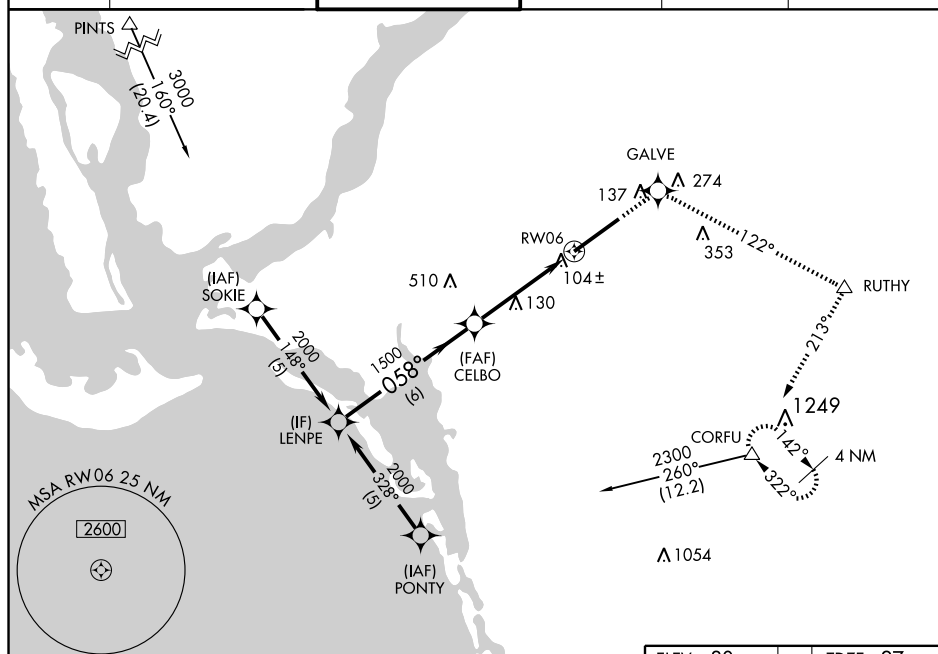 PINTS
3000
160°
(20.4)
GALVE
137
274
RW06
353
122°
104±
(IAF)
SOKIE
510
130
RUTHY
2000
148°
(5)
1500
058°
(6)
(FAF)
CELBO
213°
(IF)
LENPE
1249
CORFU
142°
4 NM
322°
2300
260°
(12.2)
2000
328°
(5)
MSA RW06 25 NM
2600
(IAF)
PONTY
1054